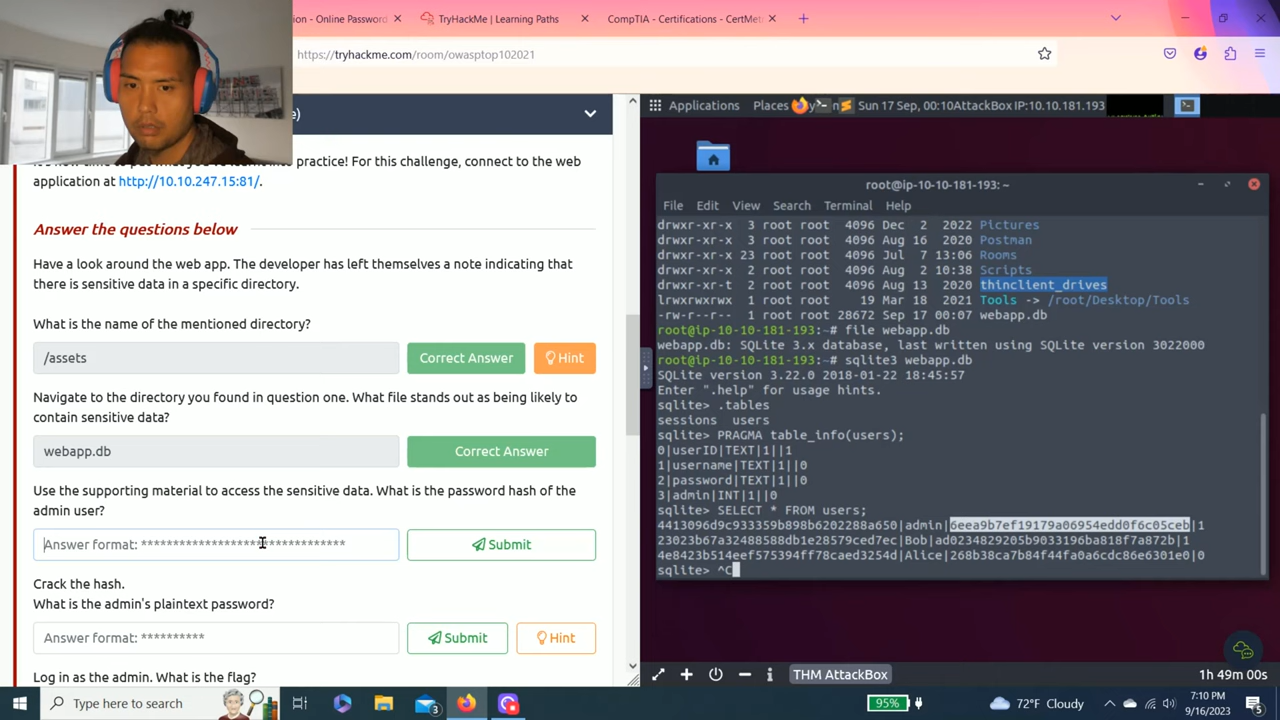 ion - Online Password
TryHackMe | Learning Paths
CompTIA - Certifications - CertMet
https://tryhackme.com/room/owasptop102021
e)
practice! For this challenge, connect to the web
application at http://10.10.247.15:81/.
Answer the questions below
Have a look around the web app. The developer has left themselves a note indicating that
there is sensitive data in a specific directory.
What is the name of the mentioned directory?
/assets
Correct Answer
Hint
Navigate to the directory you found in question one. What file stands out as being likely to
contain sensitive data?
webapp.db
Correct Answer
Use the supporting material to access the sensitive data. What is the password hash of the
admin user?
Answer format: ********************************
Submit
Crack the hash.
What is the admin's plaintext password?
Answer format: **********
Submit
Hint
Log in as the admin. What is the flag?
Applications Places Sun 17 Sep, 00:10 AttackBox IP:10.10.181.193
root@ip-10-10-181-193: ~
File Edit View Search Terminal Help
drwxr-xr-x 3 root root 4096 Dec 2 2022 Pictures
drwxr-xr-x 3 root root 4096 Aug 16 2020 Postman
drwxr-xr-x 23 root root 4096 Jul 7 13:06 Rooms
drwxr-xr-x 2 root root 4096 Aug 2 10:38 Scripts
drwxr-xr-t 2 root root 4096 Aug 13 2020 thinclient_drives
lrwxrwxrwx 1 root root 19 Mar 18 2021 Tools -> /root/Desktop/Tools
-rw-r--r-- 1 root root 28672 Sep 17 00:07 webapp.db
root@ip-10-10-181-193:~# file webapp.db
webapp.db: SQLite 3.x database, last written using SQLite version 3022000
root@ip-10-10-181-193:~# sqlite3 webapp.db
SQLite version 3.22.0 2018-01-22 18:45:57
Enter ".help" for usage hints.
sqlite> .tables
sessions users
sqlite> PRAGMA table_info(users);
0|userID|TEXT|1||1
1|username|TEXT|1||0
2|password|TEXT|1||0
3|admin|INT|1||0
sqlite> SELECT * FROM users;
4413096d9c933359b898b6202288a650|admin|6eea9b7ef19179a06954edd0f6c05ceb|1
23023b67a32488588db1e28579ced7ec|Bob|ad0234829205b9033196ba818f7a872b|1
4e8423b514eef575394ff78caed3254d|Alice|268b38ca7b84f44fa0a6cdc86e6301e0|0
sqlite> ^C
THM AttackBox
1h 49m 00s
Type here to search
3
95%
72°F Cloudy
7:10 PM
9/16/2023
5